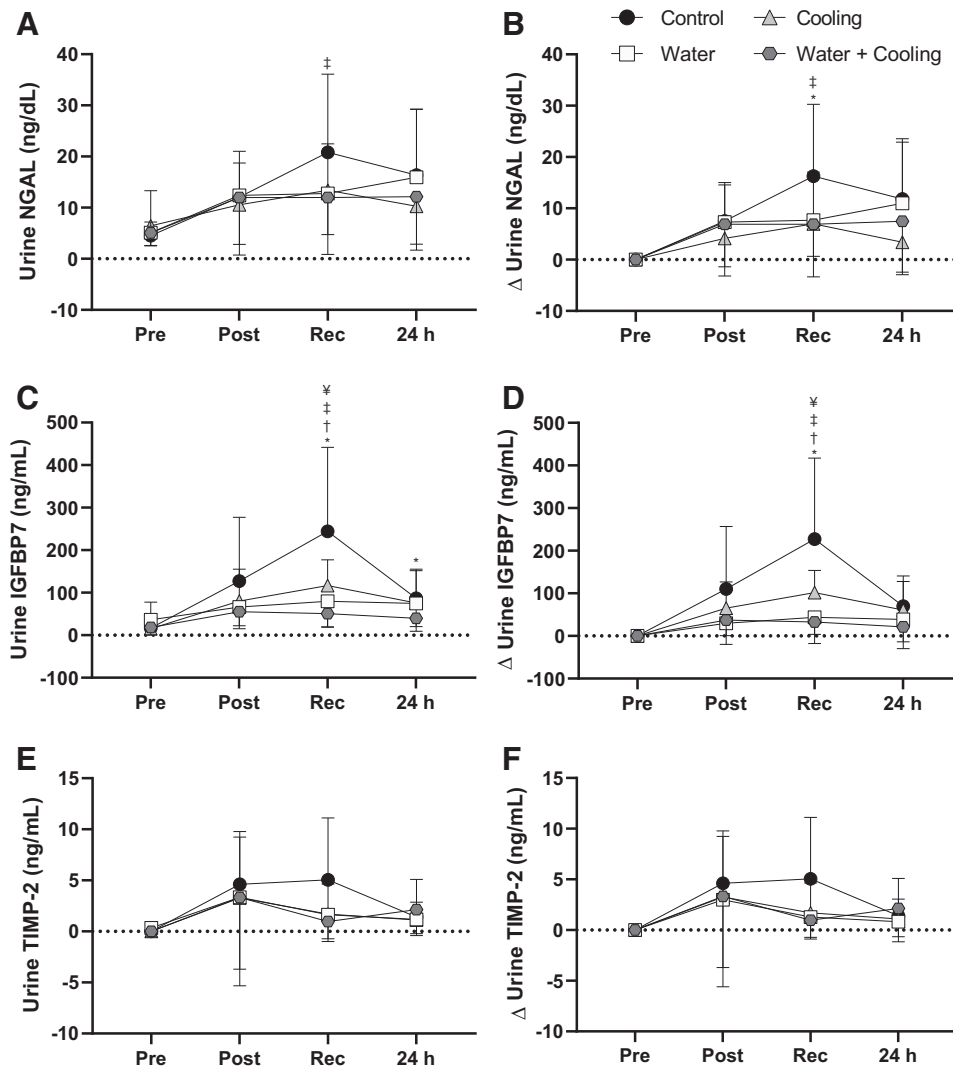 A
B
Control
Cooling
Water
Water + Cooling
Urine NGAL (ng/dL)
40
30
20
10
0
-10
‡
Pre Post Rec 24 h
Δ Urine NGAL (ng/dL)
40
30
20
10
0
-10
‡
*
Pre Post Rec 24 h
C
Urine IGFBP7 (ng/mL)
500
400
300
200
100
0
-100
¥
‡
†
*
*
Pre Post Rec 24 h
D
Δ Urine IGFBP7 (ng/mL)
500
400
300
200
100
0
-100
¥
‡
†
*
Pre Post Rec 24 h
E
Urine TIMP-2 (ng/mL)
15
10
5
0
-5
-10
Pre Post Rec 24 h
F
Δ Urine TIMP-2 (ng/mL)
15
10
5
0
-5
-10
Pre Post Rec 24 h